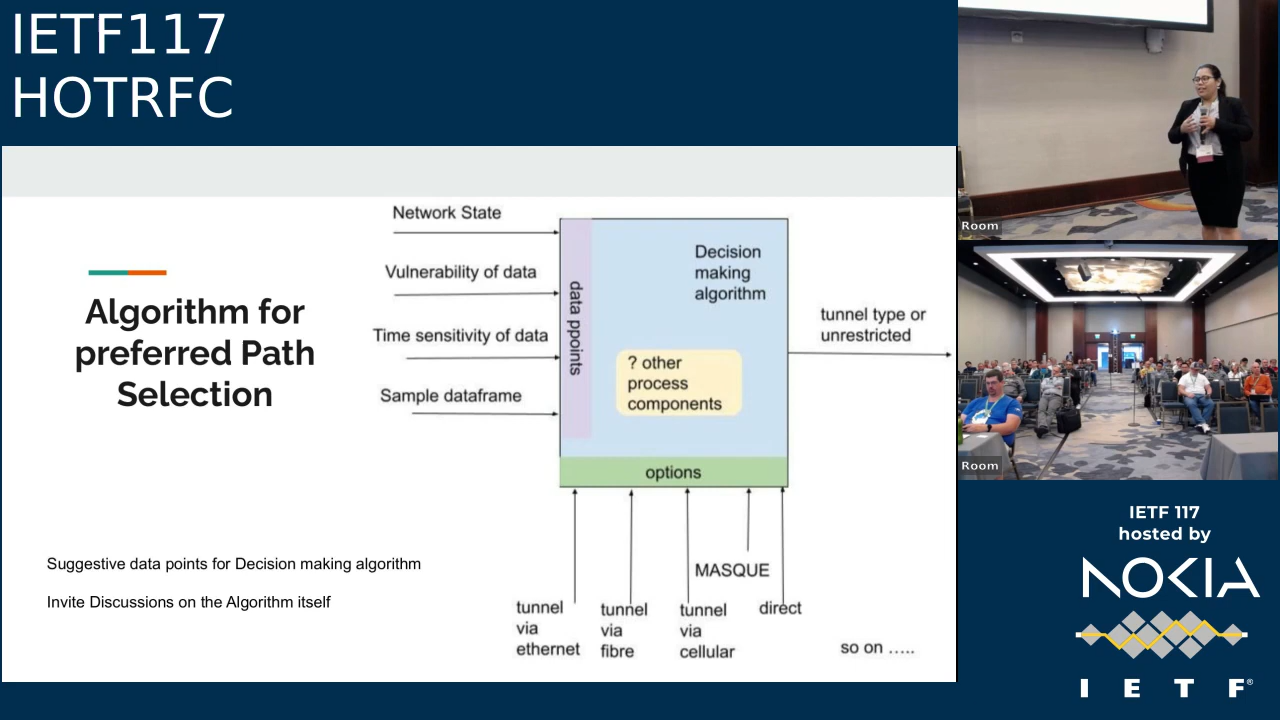 IETF117
HOTRFC
Algorithm for
preferred Path
Selection
Suggestive data points for Decision making algorithm
Invite Discussions on the Algorithm itself
Network State
Vulnerability of data
Time sensitivity of data
Sample dataframe
data ppoints
Decision
making
algorithm
? other
process
components
options
tunnel type or
unrestricted
MASQUE
tunnel
via
ethernet
tunnel
via
fibre
tunnel
via
cellular
direct
so on .....
Room
Room
IETF 117
hosted by
NOKIA
I E T F®